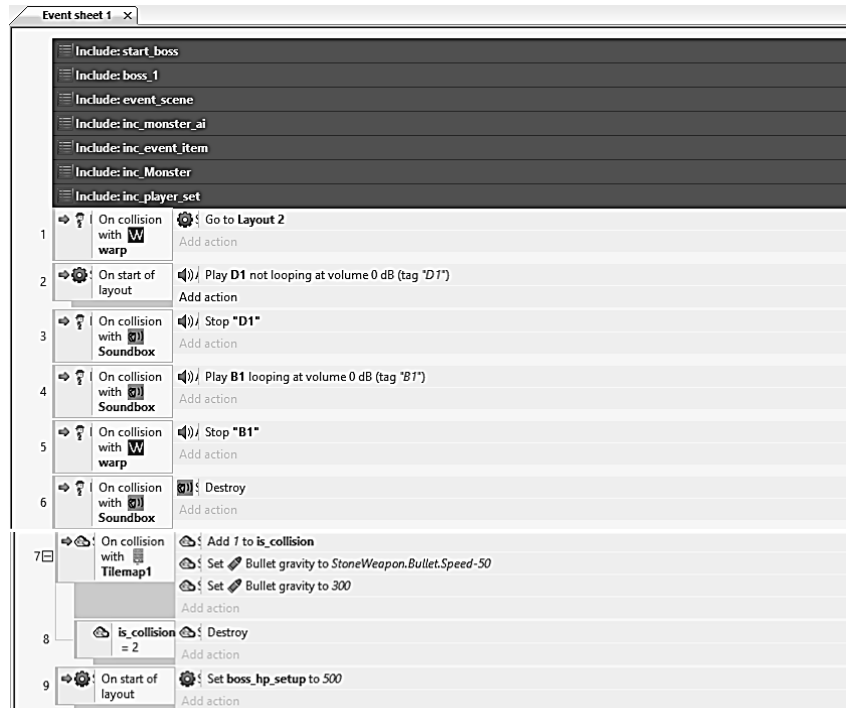 Event sheet 1 ×
Include: start_boss
Include: boss_1
Include: event_scene
Include: inc_monster_ai
Include: inc_event_item
Include: inc_Monster
Include: inc_player_set
1
On collision with W warp
Go to Layout 2
Add action
2
On start of layout
Play D1 not looping at volume 0 dB (tag "D1")
Add action
3
On collision with Soundbox
Stop "D1"
Add action
4
On collision with Soundbox
Play B1 looping at volume 0 dB (tag "B1")
Add action
5
On collision with W warp
Stop "B1"
Add action
6
On collision with Soundbox
Destroy
Add action
7
On collision with Tilemap1
Add 1 to is_collision
Set Bullet gravity to StoneWeapon.Bullet.Speed-50
Set Bullet gravity to 300
Add action
8
is_collision = 2
Destroy
Add action
9
On start of layout
Set boss_hp_setup to 500
Add action